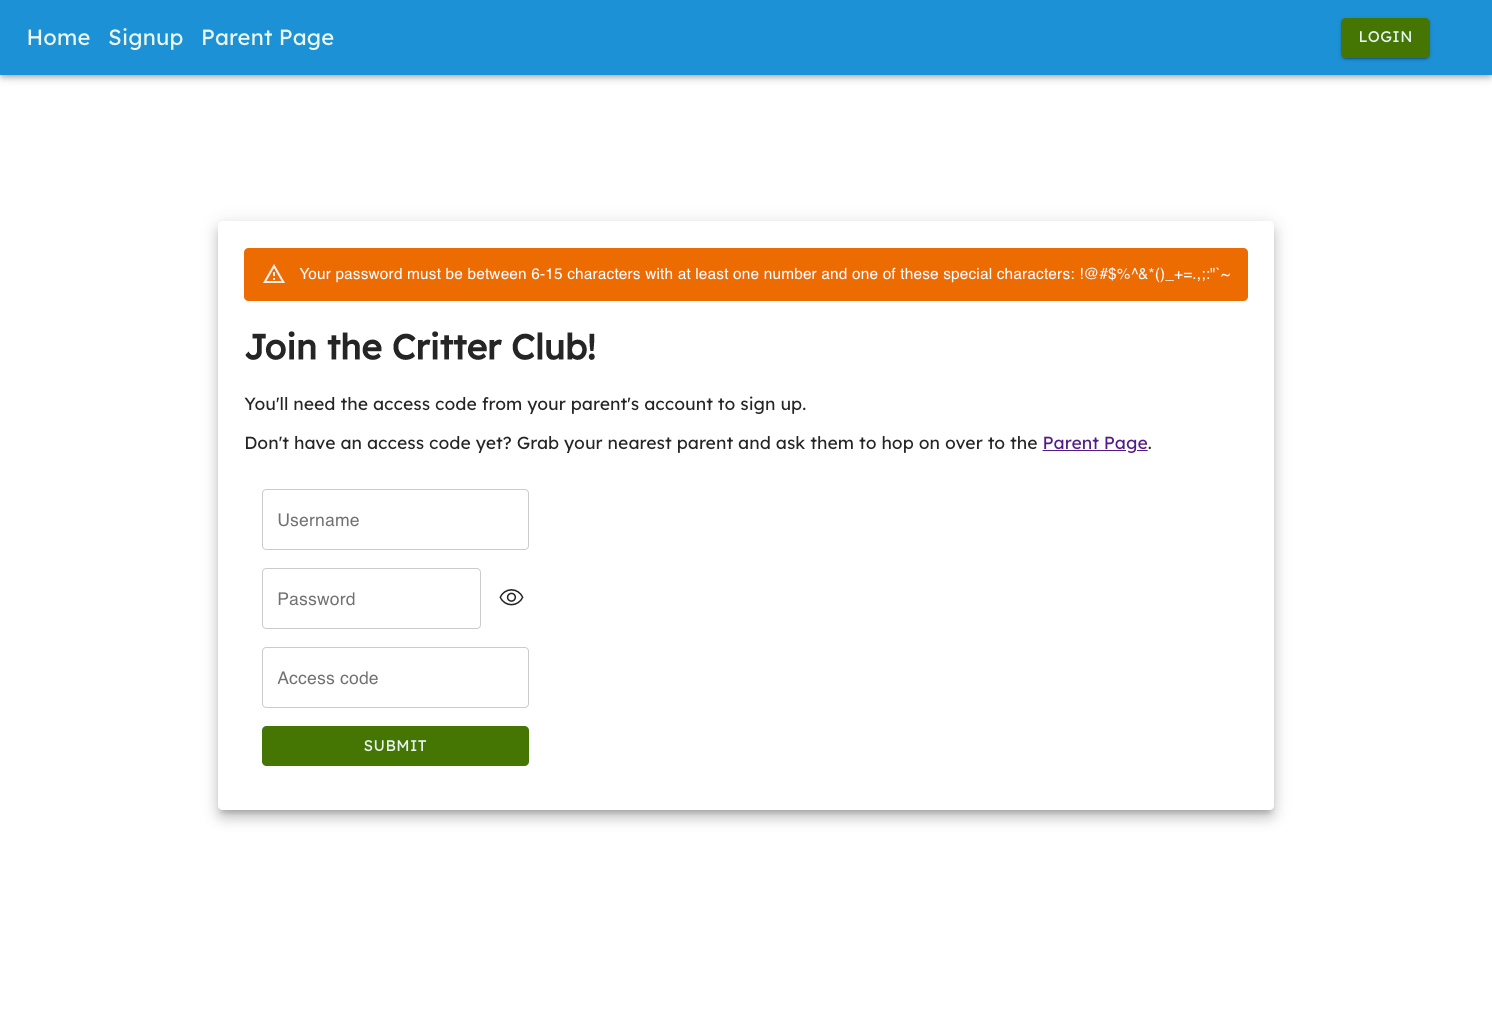 Home Signup Parent Page LOGIN
Your password must be between 6-15 characters with at least one number and one of these special characters: !@#$%^&*()_+=.,;:"`~
Join the Critter Club!
You'll need the access code from your parent's account to sign up.
Don't have an access code yet? Grab your nearest parent and ask them to hop on over to the Parent Page.
Username
Password
Access code
SUBMIT